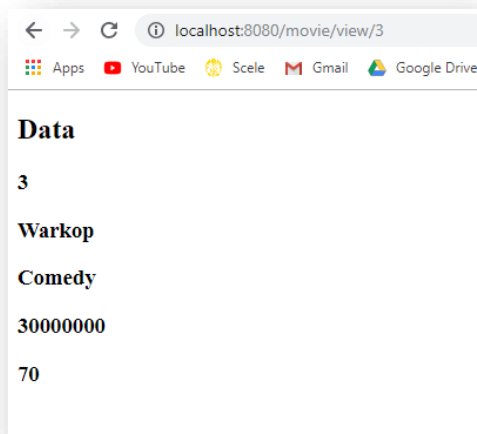 localhost:8080/movie/view/3
Apps YouTube Scele Gmail Google Drive
Data
3
Warkop
Comedy
30000000
70